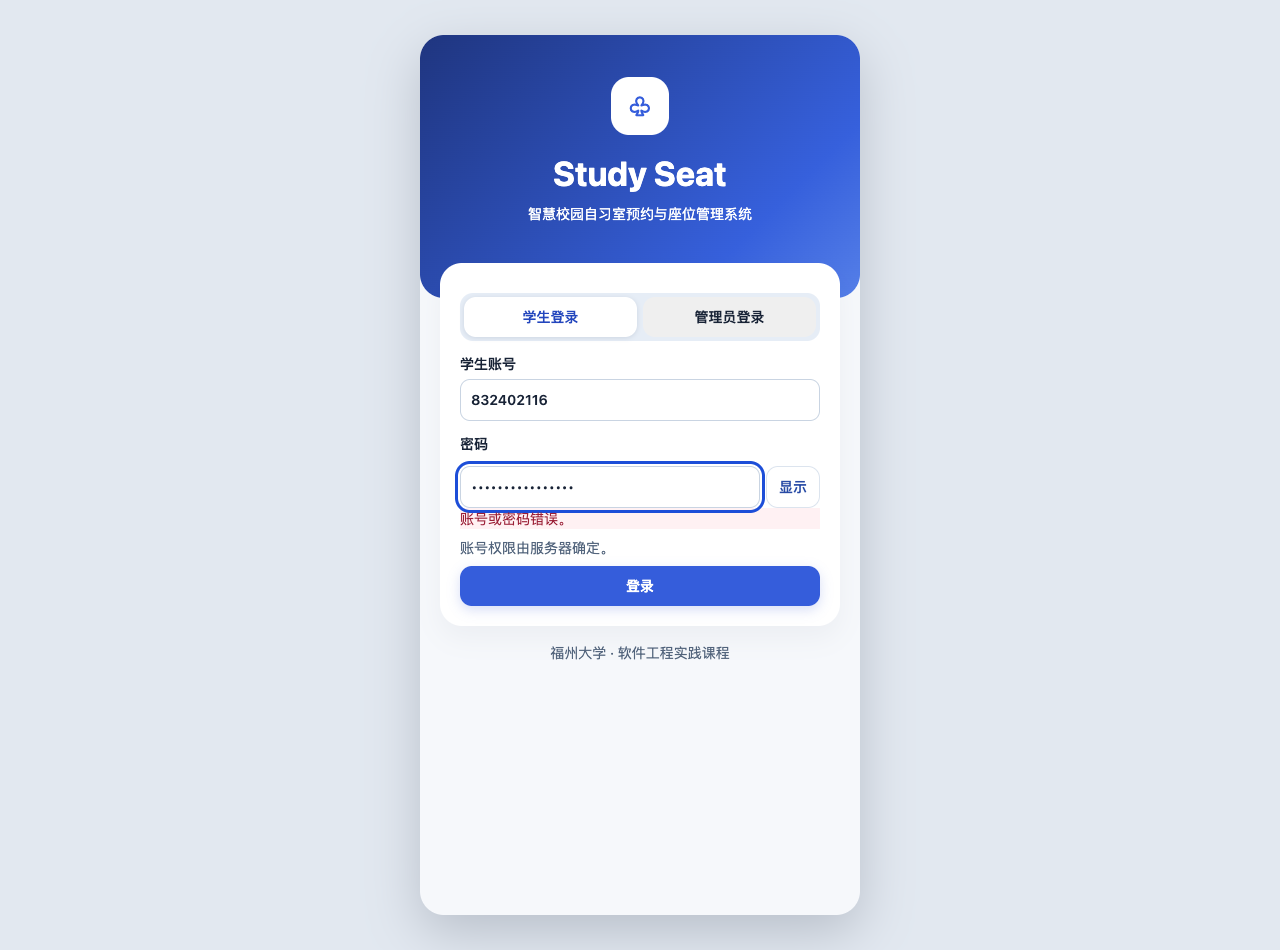 Study Seat
智慧校园自习室预约与座位管理系统
学生登录 管理员登录
学生账号
832402116
密码
•••••••••••••••• 显示
账号或密码错误。
账号权限由服务器确定。
登录
福州大学 · 软件工程实践课程